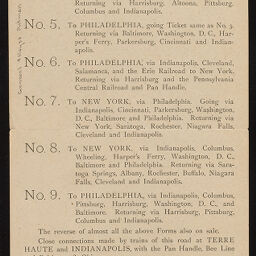 Returning via Harrisburg, Altoona, Pittsburg,
Columbus and Indianapolis.
No. 5. To PHILADELPHIA, going Ticket same as No. 3.
Returning via Baltimore, Washington, D. C., Har-
per's Ferry, Parkersburg, Cincinnati and Indian-
apolis.
No. 6. To PHILADELPHIA, via Indianapolis, Cleveland,
Salamanca, and the Erie Railroad to New York.
Returning via Harrisburg and the Pennsylvania
Central Railroad and Pan Handle.
No. 7. To NEW YORK, via Philadelphia. Going via
Indianapolis, Cincinnati, Parkersburg, Washington,
D. C., Baltimore and Philadelphia. Returning via
New York, Saratoga, Rochester, Niagara Falls,
Cleveland and Indianapolis.
No. 8. To NEW YORK, via Indianapolis, Columbus,
Wheeling, Harper's Ferry, Washington, D. C.,
Baltimore and Philadelphia. Returning via Sara-
toga Springs, Albany, Rochester, Buffalo, Niagara
Falls, Cleveland and Indianapolis.
No. 9. To PHILADELPHIA, via Indianapolis, Columbus,
Pittsburg, Harrisburg, Washington, D. C., and
Baltimore. Returning via Harrisburg, Pittsburg,
Columbus and Indianapolis.
The reverse of almost all the above Forms also on sale.
Close connections made by trains of this road at TERRE
HAUTE and INDIANAPOLIS, with the Pan Handle, Bee Line